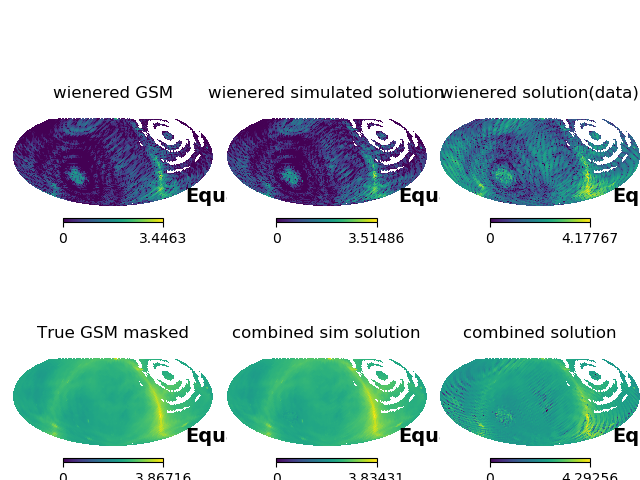 wienered GSM
wienered simulated solution
wienered solution(data)
Equ
Equ
Eq
0 3.4463
0 3.51486
0 4.17767
True GSM masked
combined sim solution
combined solution
Equ
Equ
Eq
0 3.86716
0 3.83431
0 4.29256